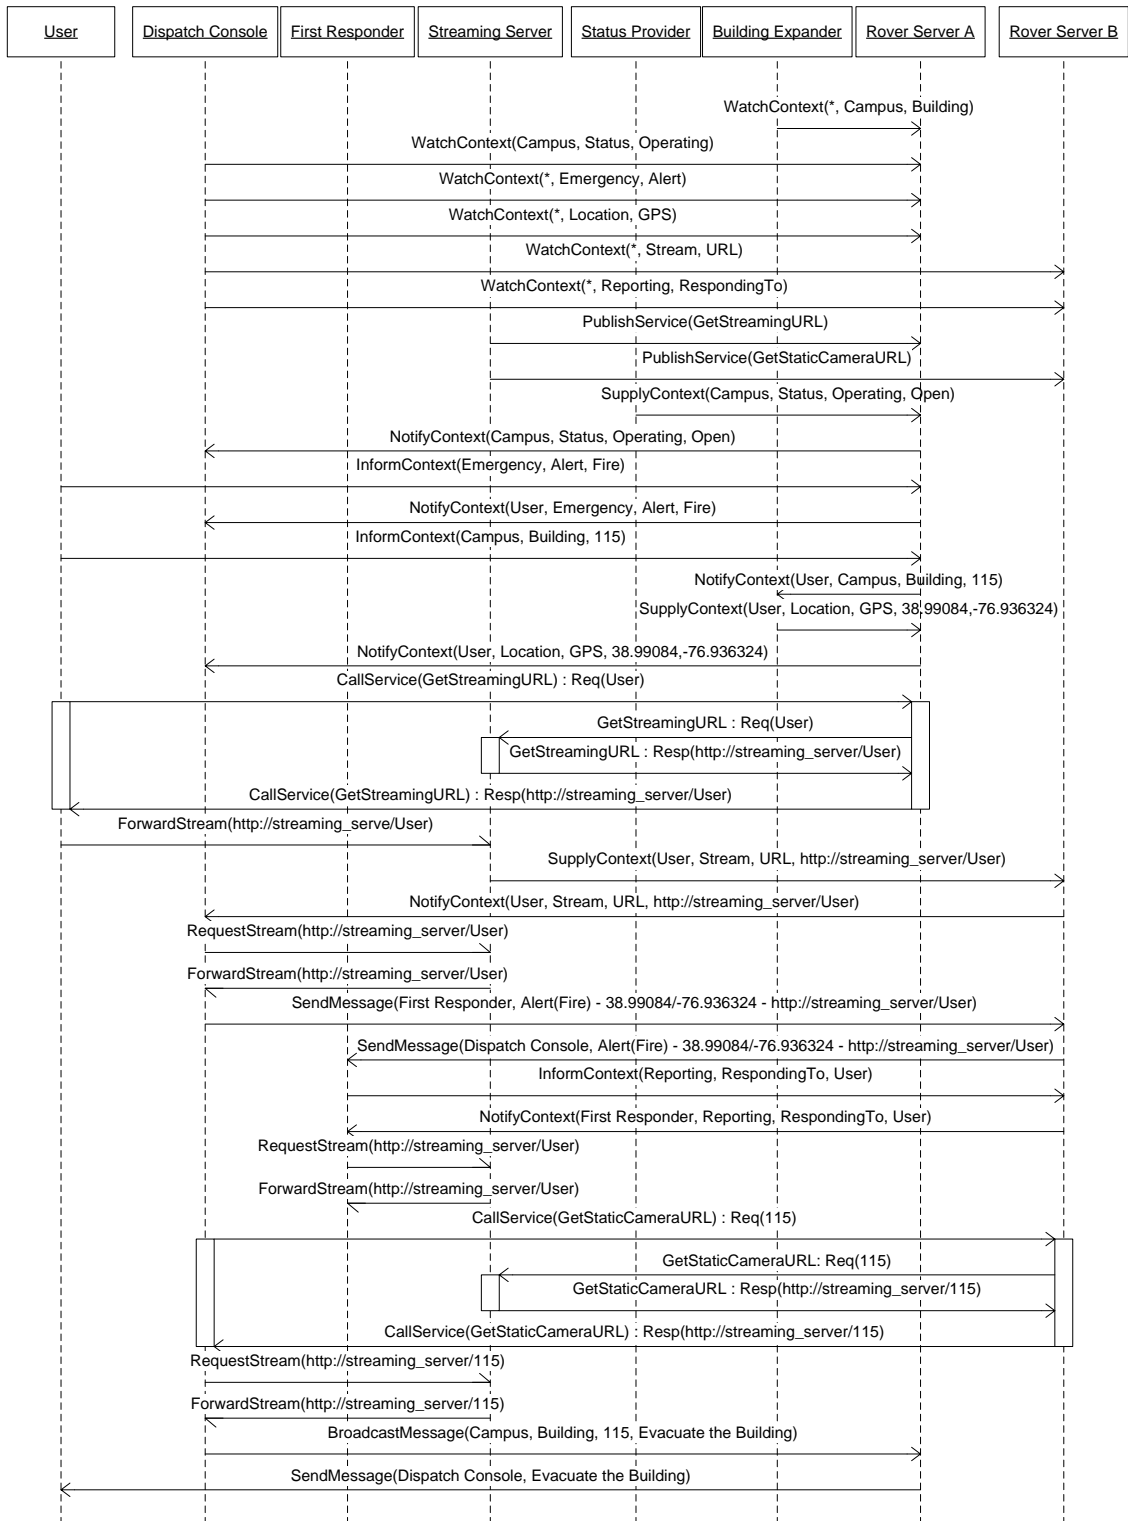 User
Dispatch Console
First Responder
Streaming Server
Status Provider
Building Expander
Rover Server A
Rover Server B
WatchContext(*, Campus, Building)
WatchContext(Campus, Status, Operating)
WatchContext(*, Emergency, Alert)
WatchContext(*, Location, GPS)
WatchContext(*, Stream, URL)
WatchContext(*, Reporting, RespondingTo)
PublishService(GetStreamingURL)
PublishService(GetStaticCameraURL)
SupplyContext(Campus, Status, Operating, Open)
NotifyContext(Campus, Status, Operating, Open)
InformContext(Emergency, Alert, Fire)
NotifyContext(User, Emergency, Alert, Fire)
InformContext(Campus, Building, 115)
NotifyContext(User, Campus, Building, 115)
SupplyContext(User, Location, GPS, 38.99084,-76.936324)
NotifyContext(User, Location, GPS, 38.99084,-76.936324)
CallService(GetStreamingURL) : Req(User)
GetStreamingURL : Req(User)
GetStreamingURL : Resp(http://streaming_server/User)
CallService(GetStreamingURL) : Resp(http://streaming_server/User)
ForwardStream(http://streaming_serve/User)
SupplyContext(User, Stream, URL, http://streaming_server/User)
NotifyContext(User, Stream, URL, http://streaming_server/User)
RequestStream(http://streaming_server/User)
ForwardStream(http://streaming_server/User)
SendMessage(First Responder, Alert(Fire) - 38.99084/-76.936324 - http://streaming_server/User)
SendMessage(Dispatch Console, Alert(Fire) - 38.99084/-76.936324 - http://streaming_server/User)
InformContext(Reporting, RespondingTo, User)
NotifyContext(First Responder, Reporting, RespondingTo, User)
RequestStream(http://streaming_server/User)
ForwardStream(http://streaming_server/User)
CallService(GetStaticCameraURL) : Req(115)
GetStaticCameraURL: Req(115)
GetStaticCameraURL : Resp(http://streaming_server/115)
CallService(GetStaticCameraURL) : Resp(http://streaming_server/115)
RequestStream(http://streaming_server/115)
ForwardStream(http://streaming_server/115)
BroadcastMessage(Campus, Building, 115, Evacuate the Building)
SendMessage(Dispatch Console, Evacuate the Building)